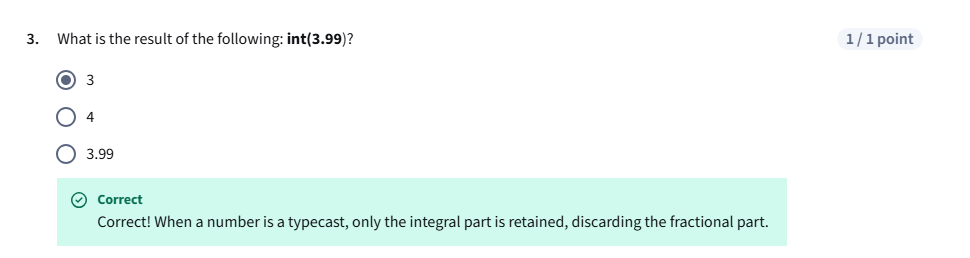 3. What is the result of the following: int(3.99)?
1 / 1 point
3
4
3.99
Correct
Correct! When a number is a typecast, only the integral part is retained, discarding the fractional part.